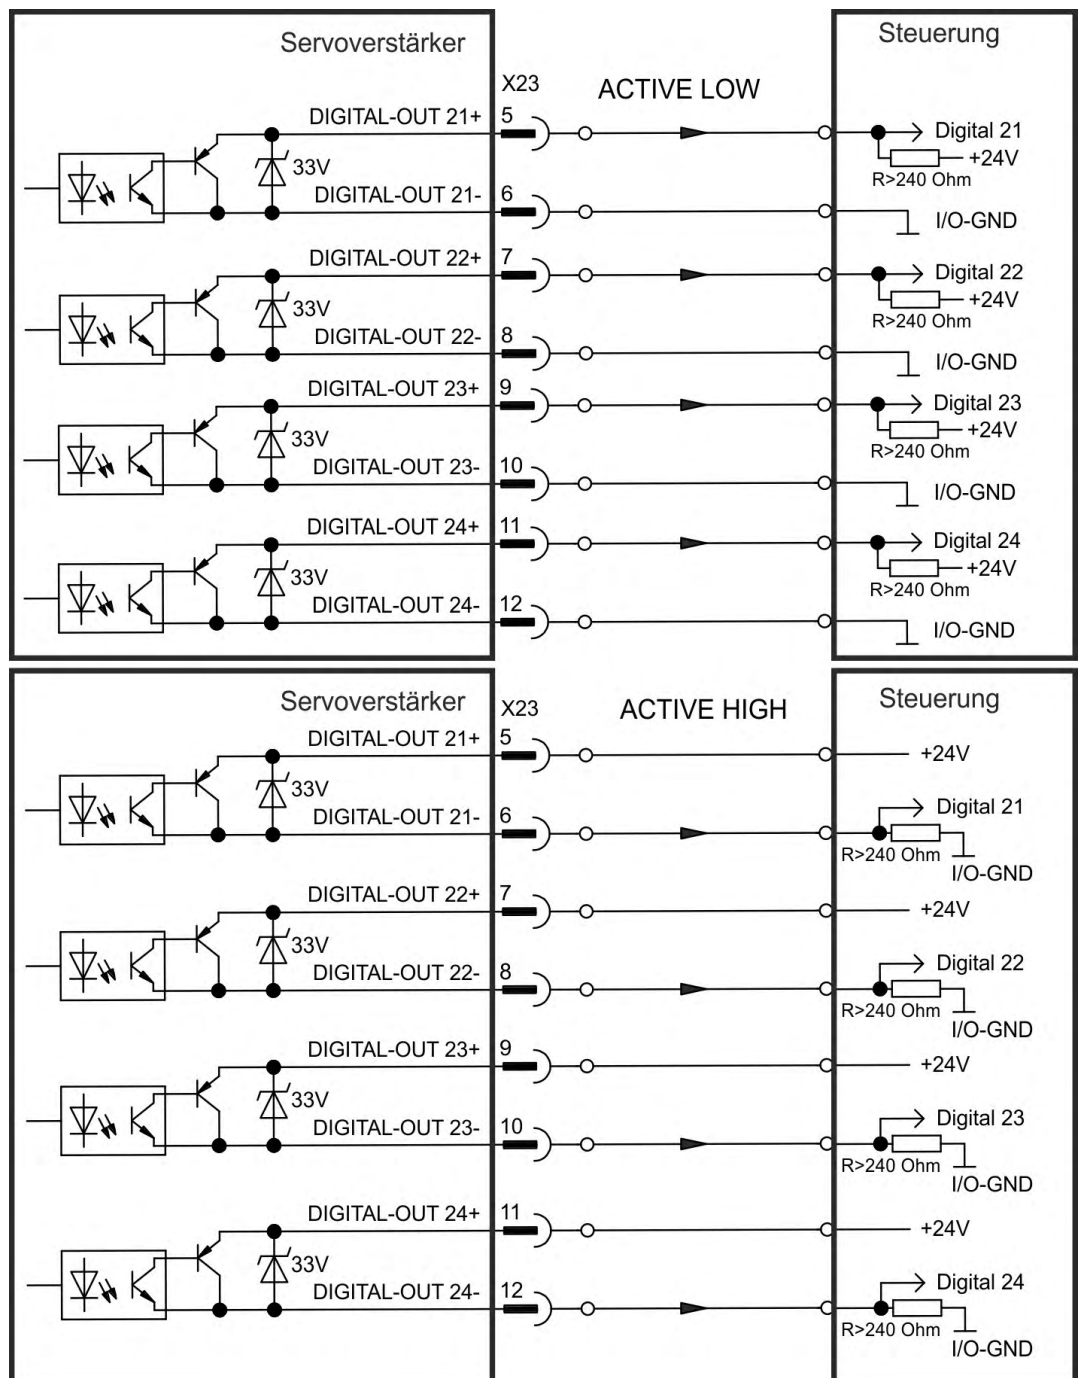 Servoverstärker
Steuerung
X23
ACTIVE LOW
DIGITAL-OUT 21+
5
Digital 21
33V
+24V
R>240 Ohm
DIGITAL-OUT 21-
6
I/O-GND
DIGITAL-OUT 22+
7
Digital 22
33V
+24V
R>240 Ohm
DIGITAL-OUT 22-
8
I/O-GND
DIGITAL-OUT 23+
9
Digital 23
33V
+24V
R>240 Ohm
DIGITAL-OUT 23-
10
I/O-GND
DIGITAL-OUT 24+
11
Digital 24
33V
+24V
R>240 Ohm
DIGITAL-OUT 24-
12
I/O-GND
Servoverstärker
Steuerung
X23
ACTIVE HIGH
DIGITAL-OUT 21+
5
+24V
33V
DIGITAL-OUT 21-
6
Digital 21
R>240 Ohm
I/O-GND
DIGITAL-OUT 22+
7
+24V
33V
DIGITAL-OUT 22-
8
Digital 22
R>240 Ohm
I/O-GND
DIGITAL-OUT 23+
9
+24V
33V
DIGITAL-OUT 23-
10
Digital 23
R>240 Ohm
I/O-GND
DIGITAL-OUT 24+
11
+24V
33V
DIGITAL-OUT 24-
12
Digital 24
R>240 Ohm
I/O-GND